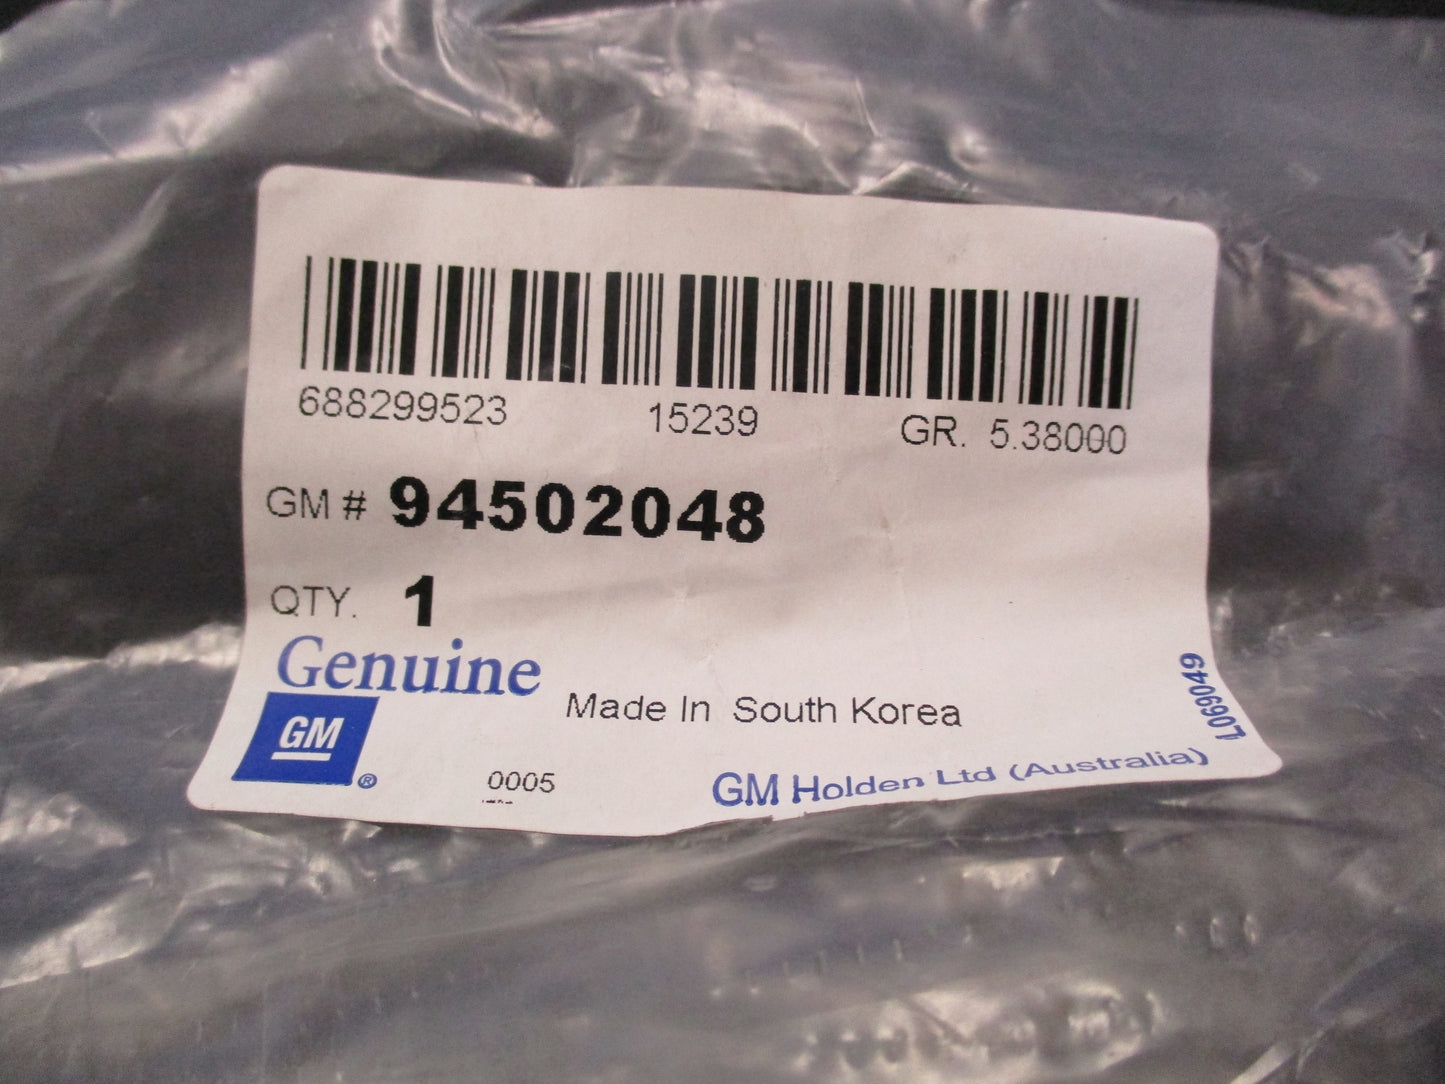 688299523 15239 GR. 5.38000
GM # 94502048
QTY. 1
Genuine
GM ®
Made In South Korea
0005
GM Holden Ltd (Australia)
L069049